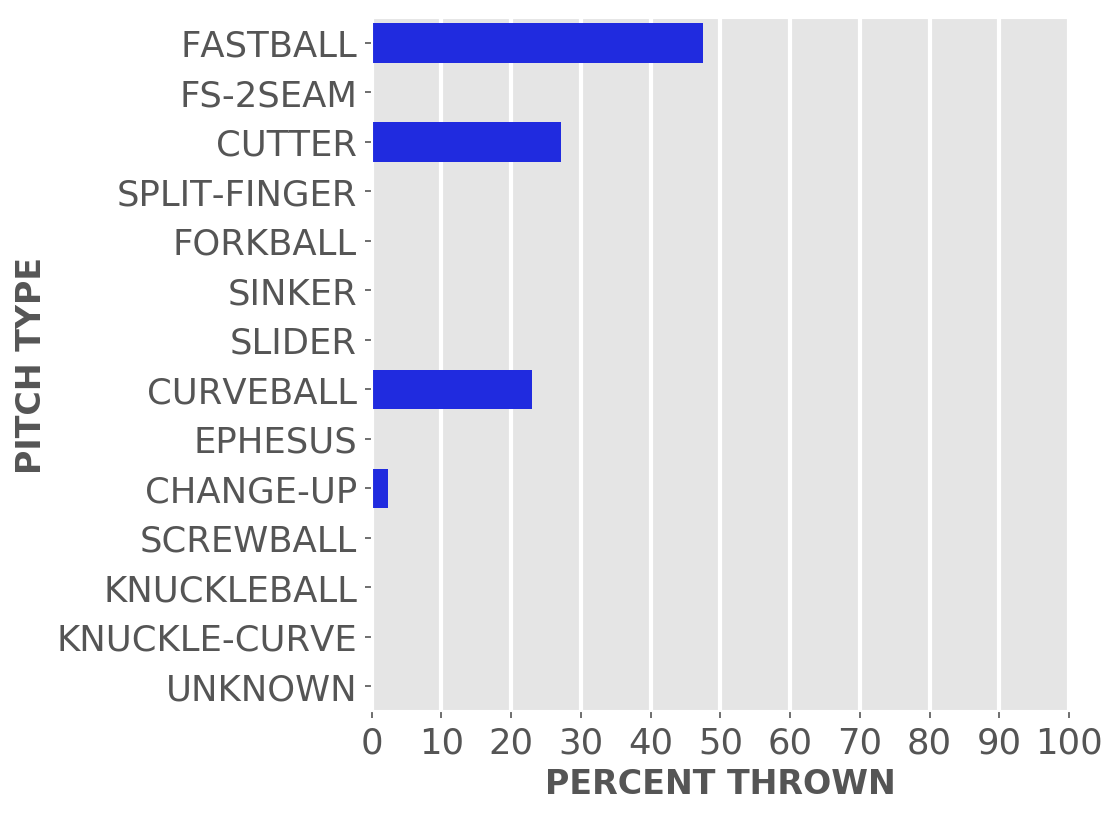 FASTBALL
FS-2SEAM
CUTTER
SPLIT-FINGER
FORKBALL
SINKER
SLIDER
CURVEBALL
EPHESUS
CHANGE-UP
SCREWBALL
KNUCKLEBALL
KNUCKLE-CURVE
UNKNOWN
PITCH TYPE
0 10 20 30 40 50 60 70 80 90 100
PERCENT THROWN